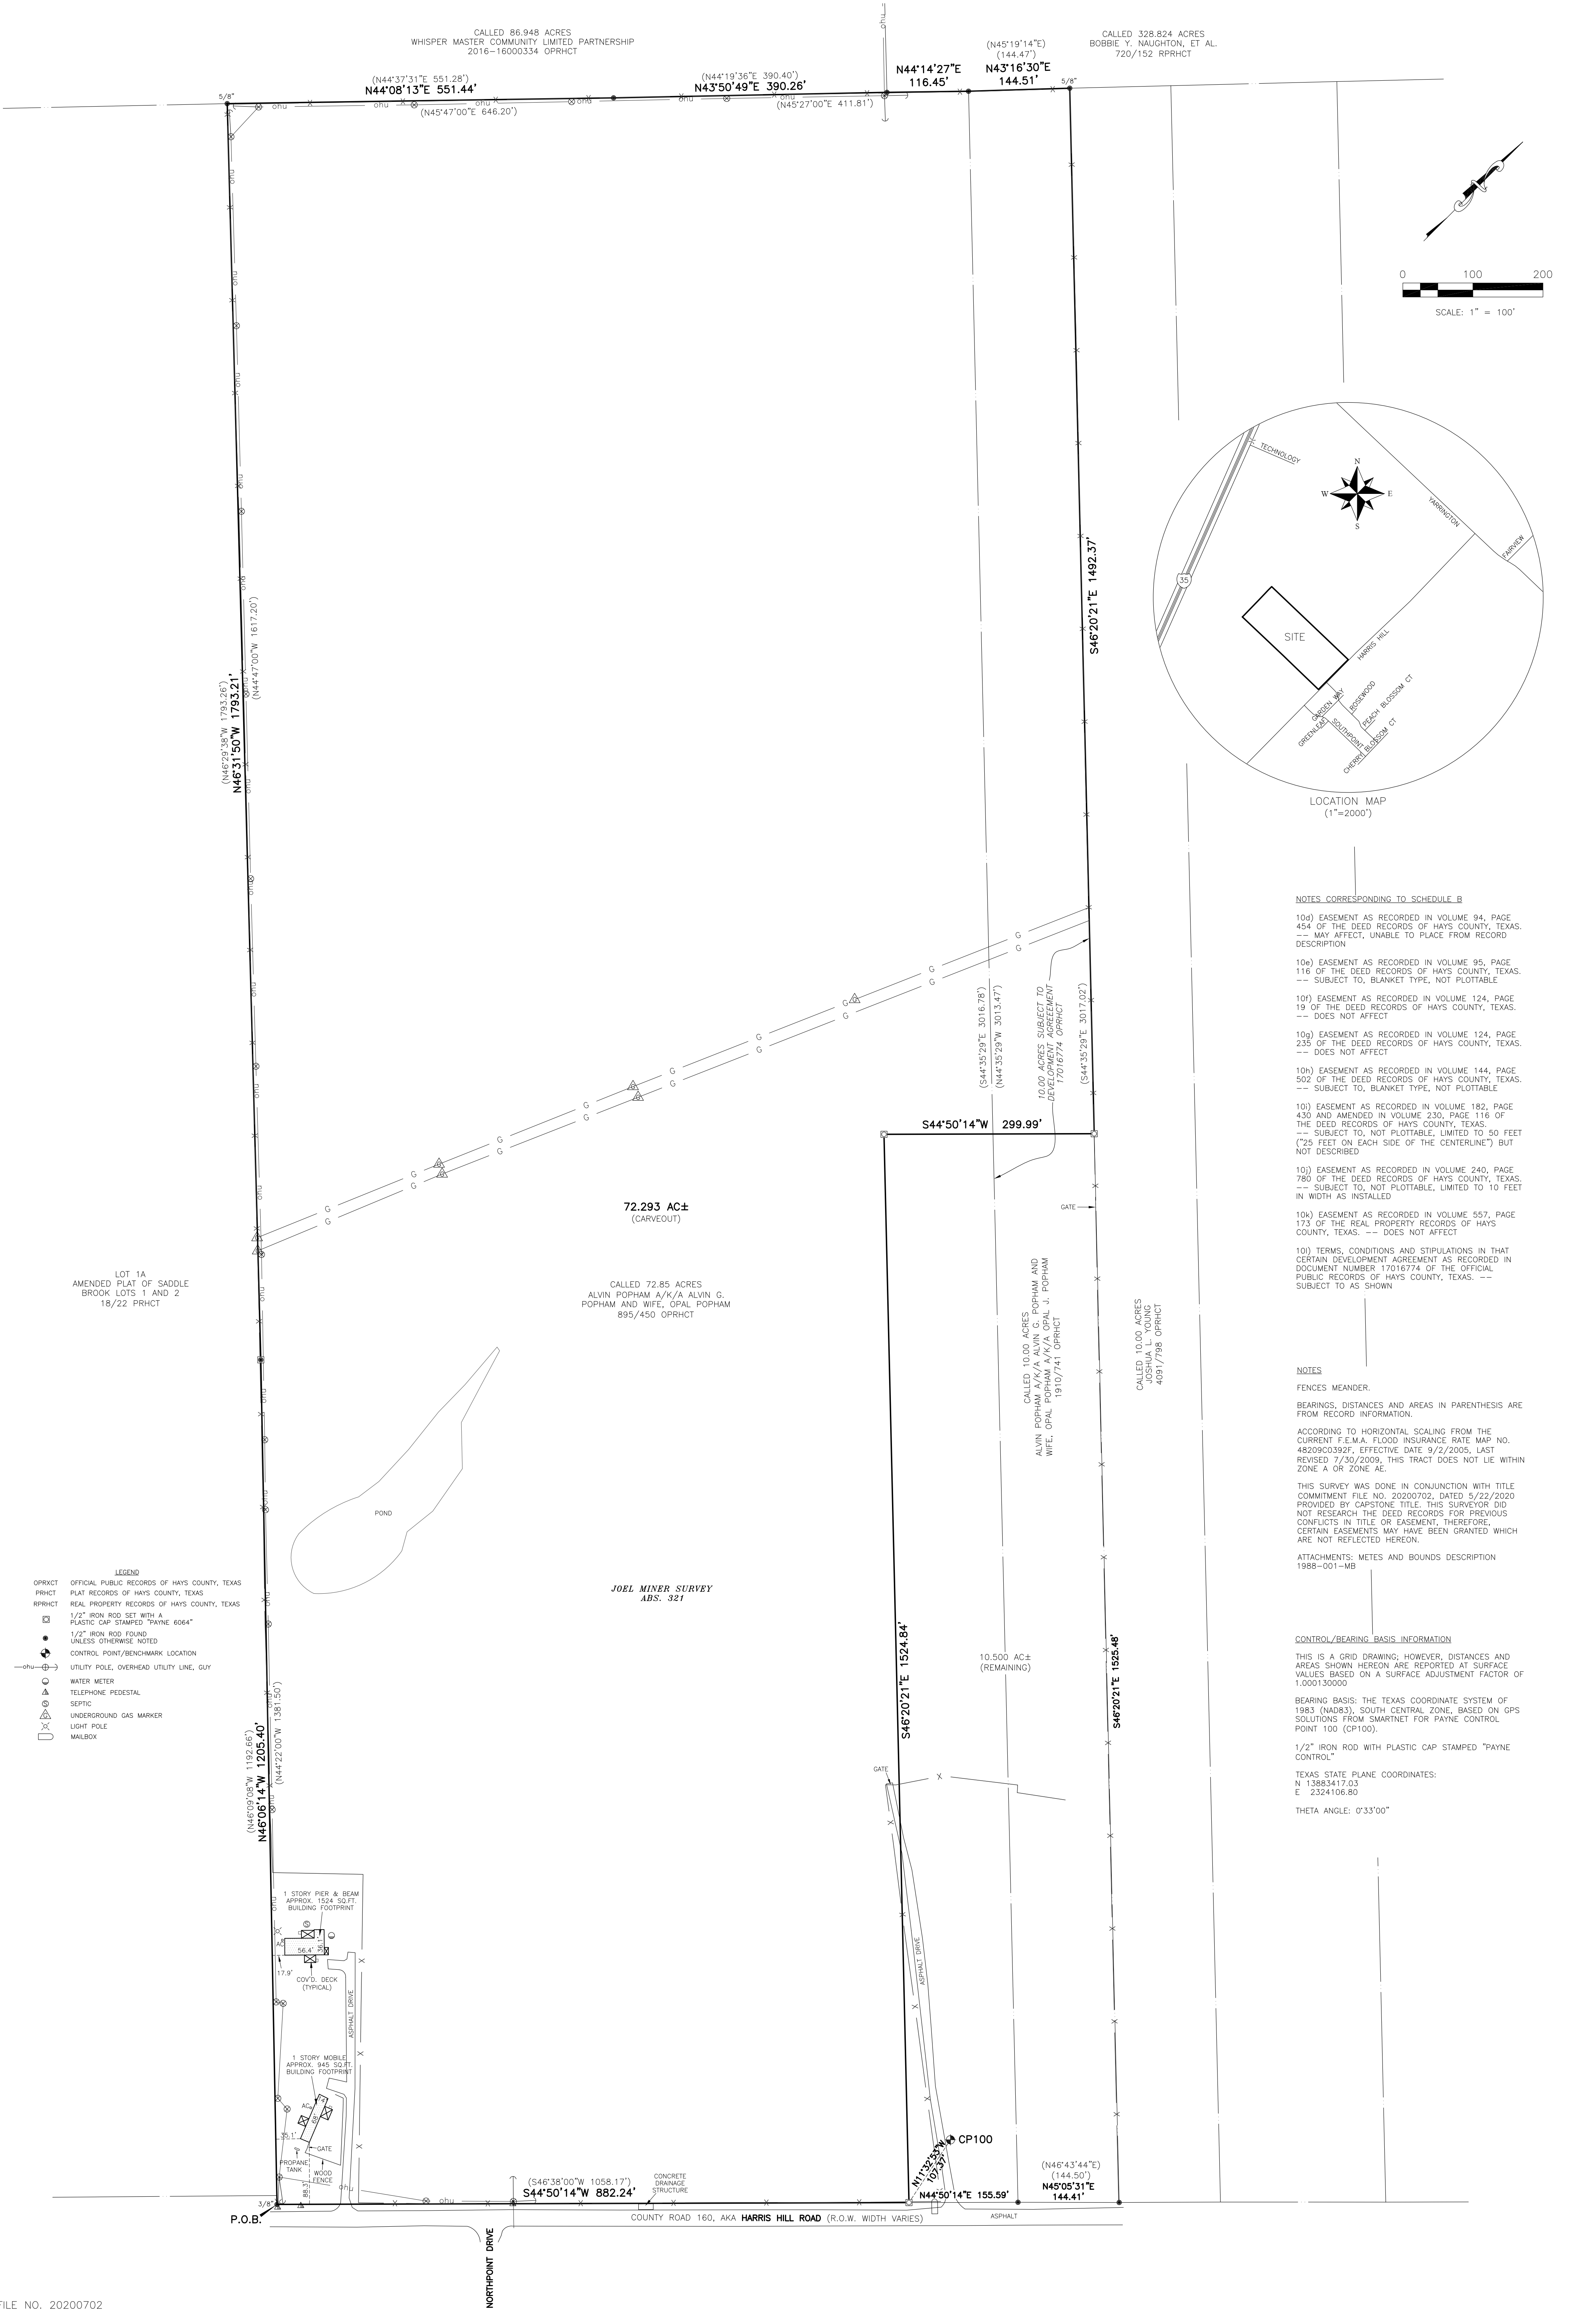 CALLED 86.948 ACRES
WHISPER MASTER COMMUNITY LIMITED PARTNERSHIP
2016-16000334 OPRHCT
CALLED 328.824 ACRES
BOBBIE Y. NAUGHTON, ET AL.
720/152 RPRHCT
(N45°19'14"E)
(144.47')
N43°16'30"E
144.51'
N44°14'27"E
116.45'
(N44°37'31"E 551.28')
N44°08'13"E 551.44'
(N45°47'00"E 646.20')
(N44°19'36"E 390.40')
N43°50'49"E 390.26'
(N45°27'00"E 411.81')
5/8"
5/8"
ohu
0 100 200
SCALE: 1" = 100'
TECHNOLOGY
N
W
E
S
YARRINGTON
FAIRVIEW
35
SITE
HARRIS HILL
GARDEN WAY
ROSEWOOD
PEACH BLOSSOM CT
GREENLEAF
SOUTHPOINT
CHERRY BLOSSOM CT
LOCATION MAP
(1"=2000')
(N46°29'38"W 1793.26')
N46°31'50"W 1793.21'
(N44°47'00"W 1617.20')
S46°20'21"E 1492.37'
(S44°35'29"E 3016.78')
(N44°35'29"W 3013.47')
10.00 ACRES SUBJECT TO
DEVELOPMENT AGREEEMENT
17016774 OPRHCT
(S44°35'29"E 3017.02')
S44°50'14"W 299.99'
GATE
72.293 AC±
(CARVEOUT)
CALLED 72.85 ACRES
ALVIN POPHAM A/K/A ALVIN G.
POPHAM AND WIFE, OPAL POPHAM
895/450 OPRHCT
LOT 1A
AMENDED PLAT OF SADDLE
BROOK LOTS 1 AND 2
18/22 PRHCT
CALLED 10.00 ACRES
ALVIN POPHAM A/K/A ALVIN G. POPHAM AND
WIFE, OPAL POPHAM A/K/A OPAL J. POPHAM
1910/741 OPRHCT
CALLED 10.00 ACRES
JOSHUA L. YOUNG
4091/798 OPRHCT
POND
JOEL MINER SURVEY
ABS. 321
S46°20'21"E 1524.84'
10.500 AC±
(REMAINING)
S46°20'21"E 1525.48'
GATE
ASPHALT DRIVE
CP100
N11°32'53"W
107.37'
(N46°09'08"W 1192.66')
N46°06'14"W 1205.40'
(N44°22'00"W 1381.50')
1 STORY PIER & BEAM
APPROX. 1524 SQ.FT.
BUILDING FOOTPRINT
AC
56.4'
36.1'
17.9'
COV'D. DECK
(TYPICAL)
ASPHALT DRIVE
1 STORY MOBILE
APPROX. 945 SQ.FT.
BUILDING FOOTPRINT
AC
14'
68'
35.1'
GATE
PROPANE
TANK
WOOD
FENCE
88.3'
3/8"
P.O.B.
(S46°38'00"W 1058.17')
S44°50'14"W 882.24'
CONCRETE
DRAINAGE
STRUCTURE
N44°50'14"E 155.59'
(N46°43'44"E)
(144.50')
N45°05'31"E
144.41'
ASPHALT
COUNTY ROAD 160, AKA HARRIS HILL ROAD (R.O.W. WIDTH VARIES)
NORTHPOINT DRIVE
LEGEND
OPRXCT OFFICIAL PUBLIC RECORDS OF HAYS COUNTY, TEXAS
PRHCT PLAT RECORDS OF HAYS COUNTY, TEXAS
RPRHCT REAL PROPERTY RECORDS OF HAYS COUNTY, TEXAS
1/2" IRON ROD SET WITH A
PLASTIC CAP STAMPED "PAYNE 6064"
1/2" IRON ROD FOUND
UNLESS OTHERWISE NOTED
CONTROL POINT/BENCHMARK LOCATION
ohu UTILITY POLE, OVERHEAD UTILITY LINE, GUY
WATER METER
TELEPHONE PEDESTAL
S SEPTIC
G UNDERGROUND GAS MARKER
LIGHT POLE
MAILBOX
NOTES CORRESPONDING TO SCHEDULE B
10d) EASEMENT AS RECORDED IN VOLUME 94, PAGE
454 OF THE DEED RECORDS OF HAYS COUNTY, TEXAS.
-- MAY AFFECT, UNABLE TO PLACE FROM RECORD
DESCRIPTION
10e) EASEMENT AS RECORDED IN VOLUME 95, PAGE
116 OF THE DEED RECORDS OF HAYS COUNTY, TEXAS.
-- SUBJECT TO, BLANKET TYPE, NOT PLOTTABLE
10f) EASEMENT AS RECORDED IN VOLUME 124, PAGE
19 OF THE DEED RECORDS OF HAYS COUNTY, TEXAS.
-- DOES NOT AFFECT
10g) EASEMENT AS RECORDED IN VOLUME 124, PAGE
235 OF THE DEED RECORDS OF HAYS COUNTY, TEXAS.
-- DOES NOT AFFECT
10h) EASEMENT AS RECORDED IN VOLUME 144, PAGE
502 OF THE DEED RECORDS OF HAYS COUNTY, TEXAS.
-- SUBJECT TO, BLANKET TYPE, NOT PLOTTABLE
10i) EASEMENT AS RECORDED IN VOLUME 182, PAGE
430 AND AMENDED IN VOLUME 230, PAGE 116 OF
THE DEED RECORDS OF HAYS COUNTY, TEXAS.
-- SUBJECT TO, NOT PLOTTABLE, LIMITED TO 50 FEET
("25 FEET ON EACH SIDE OF THE CENTERLINE") BUT
NOT DESCRIBED
10j) EASEMENT AS RECORDED IN VOLUME 240, PAGE
780 OF THE DEED RECORDS OF HAYS COUNTY, TEXAS.
-- SUBJECT TO, NOT PLOTTABLE, LIMITED TO 10 FEET
IN WIDTH AS INSTALLED
10k) EASEMENT AS RECORDED IN VOLUME 557, PAGE
173 OF THE REAL PROPERTY RECORDS OF HAYS
COUNTY, TEXAS. -- DOES NOT AFFECT
10l) TERMS, CONDITIONS AND STIPULATIONS IN THAT
CERTAIN DEVELOPMENT AGREEMENT AS RECORDED IN
DOCUMENT NUMBER 17016774 OF THE OFFICIAL
PUBLIC RECORDS OF HAYS COUNTY, TEXAS. --
SUBJECT TO AS SHOWN
NOTES
FENCES MEANDER.
BEARINGS, DISTANCES AND AREAS IN PARENTHESIS ARE
FROM RECORD INFORMATION.
ACCORDING TO HORIZONTAL SCALING FROM THE
CURRENT F.E.M.A. FLOOD INSURANCE RATE MAP NO.
48209C0392F, EFFECTIVE DATE 9/2/2005, LAST
REVISED 7/30/2009, THIS TRACT DOES NOT LIE WITHIN
ZONE A OR ZONE AE.
THIS SURVEY WAS DONE IN CONJUNCTION WITH TITLE
COMMITMENT FILE NO. 20200702, DATED 5/22/2020
PROVIDED BY CAPSTONE TITLE. THIS SURVEYOR DID
NOT RESEARCH THE DEED RECORDS FOR PREVIOUS
CONFLICTS IN TITLE OR EASEMENT, THEREFORE,
CERTAIN EASEMENTS MAY HAVE BEEN GRANTED WHICH
ARE NOT REFLECTED HEREON.
ATTACHMENTS: METES AND BOUNDS DESCRIPTION
1988-001-MB
CONTROL/BEARING BASIS INFORMATION
THIS IS A GRID DRAWING; HOWEVER, DISTANCES AND
AREAS SHOWN HEREON ARE REPORTED AT SURFACE
VALUES BASED ON A SURFACE ADJUSTMENT FACTOR OF
1.000130000
BEARING BASIS: THE TEXAS COORDINATE SYSTEM OF
1983 (NAD83), SOUTH CENTRAL ZONE, BASED ON GPS
SOLUTIONS FROM SMARTNET FOR PAYNE CONTROL
POINT 100 (CP100).
1/2" IRON ROD WITH PLASTIC CAP STAMPED "PAYNE
CONTROL"
TEXAS STATE PLANE COORDINATES:
N 13883417.03
E 2324106.80
THETA ANGLE: 0°33'00"
FILE NO. 20200702